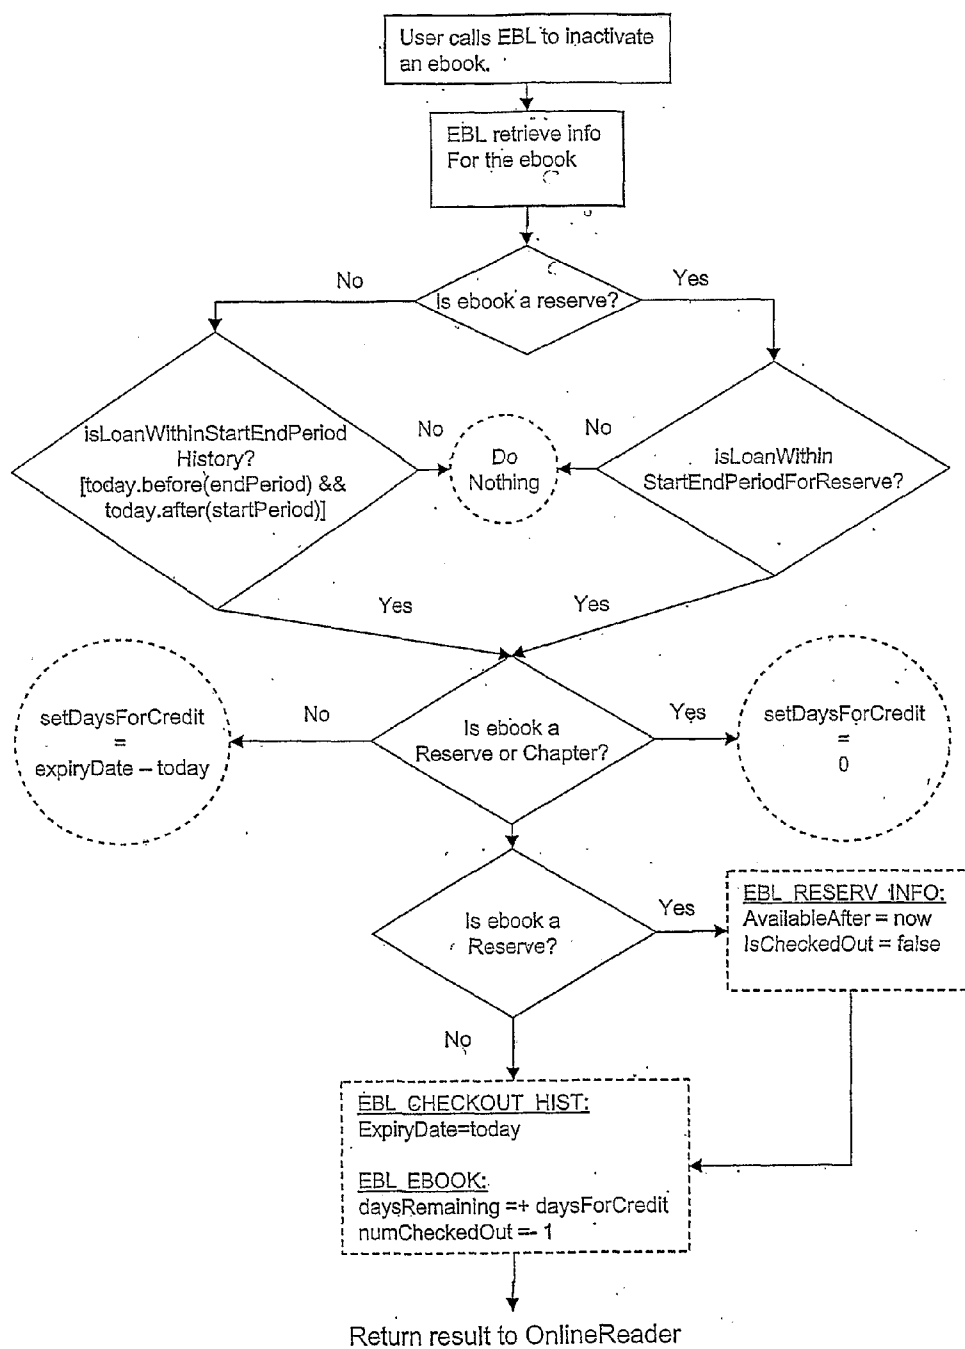 User calls EBL to inactivate
an ebook.
EBL retrieve info
For the ebook
No
Yes
Is ebook a reserve?
isLoanWithinStartEndPeriod
History?
[today.before(endPeriod) &&
today.after(startPeriod)]
No
Do
Nothing
No
isLoanWithin
StartEndPeriodForReserve?
Yes
Yes
setDaysForCredit
=
expiryDate – today
No
Is ebook a
Reserve or Chapter?
Yes
setDaysForCredit
=
0
Is ebook a
Reserve?
Yes
EBL_RESERV_INFO:
AvailableAfter = now
IsCheckedOut = false
No
EBL_CHECKOUT_HIST:
ExpiryDate=today
EBL_EBOOK:
daysRemaining =+ daysForCredit
numCheckedOut =- 1
Return result to OnlineReader